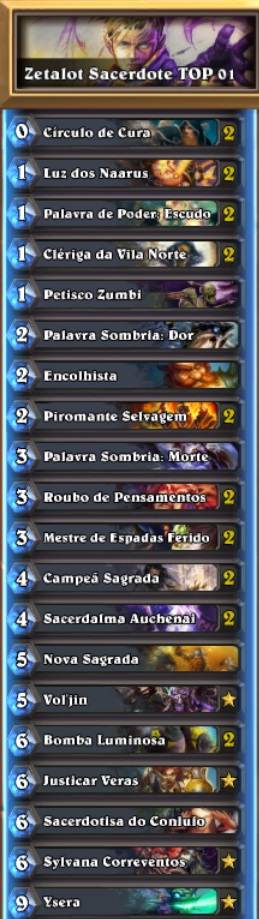 Zetalot Sacerdote TOP 01
0 Círculo de Cura 2
1 Luz dos Naarus 2
1 Palavra de Poder: Escudo 2
1 Clériga da Vila Norte 2
1 Petisco Zumbi
2 Palavra Sombria: Dor
2 Encolhista
2 Piromante Selvagem 2
3 Palavra Sombria: Morte
3 Roubo de Pensamentos 2
3 Mestre de Espadas Ferido 2
4 Campeã Sagrada 2
4 Sacerdalma Auchenai 2
5 Nova Sagrada
5 Vol'jin
6 Bomba Luminosa 2
6 Justicar Veras
6 Sacerdotisa do Conluio
6 Sylvana Correventos
9 Ysera